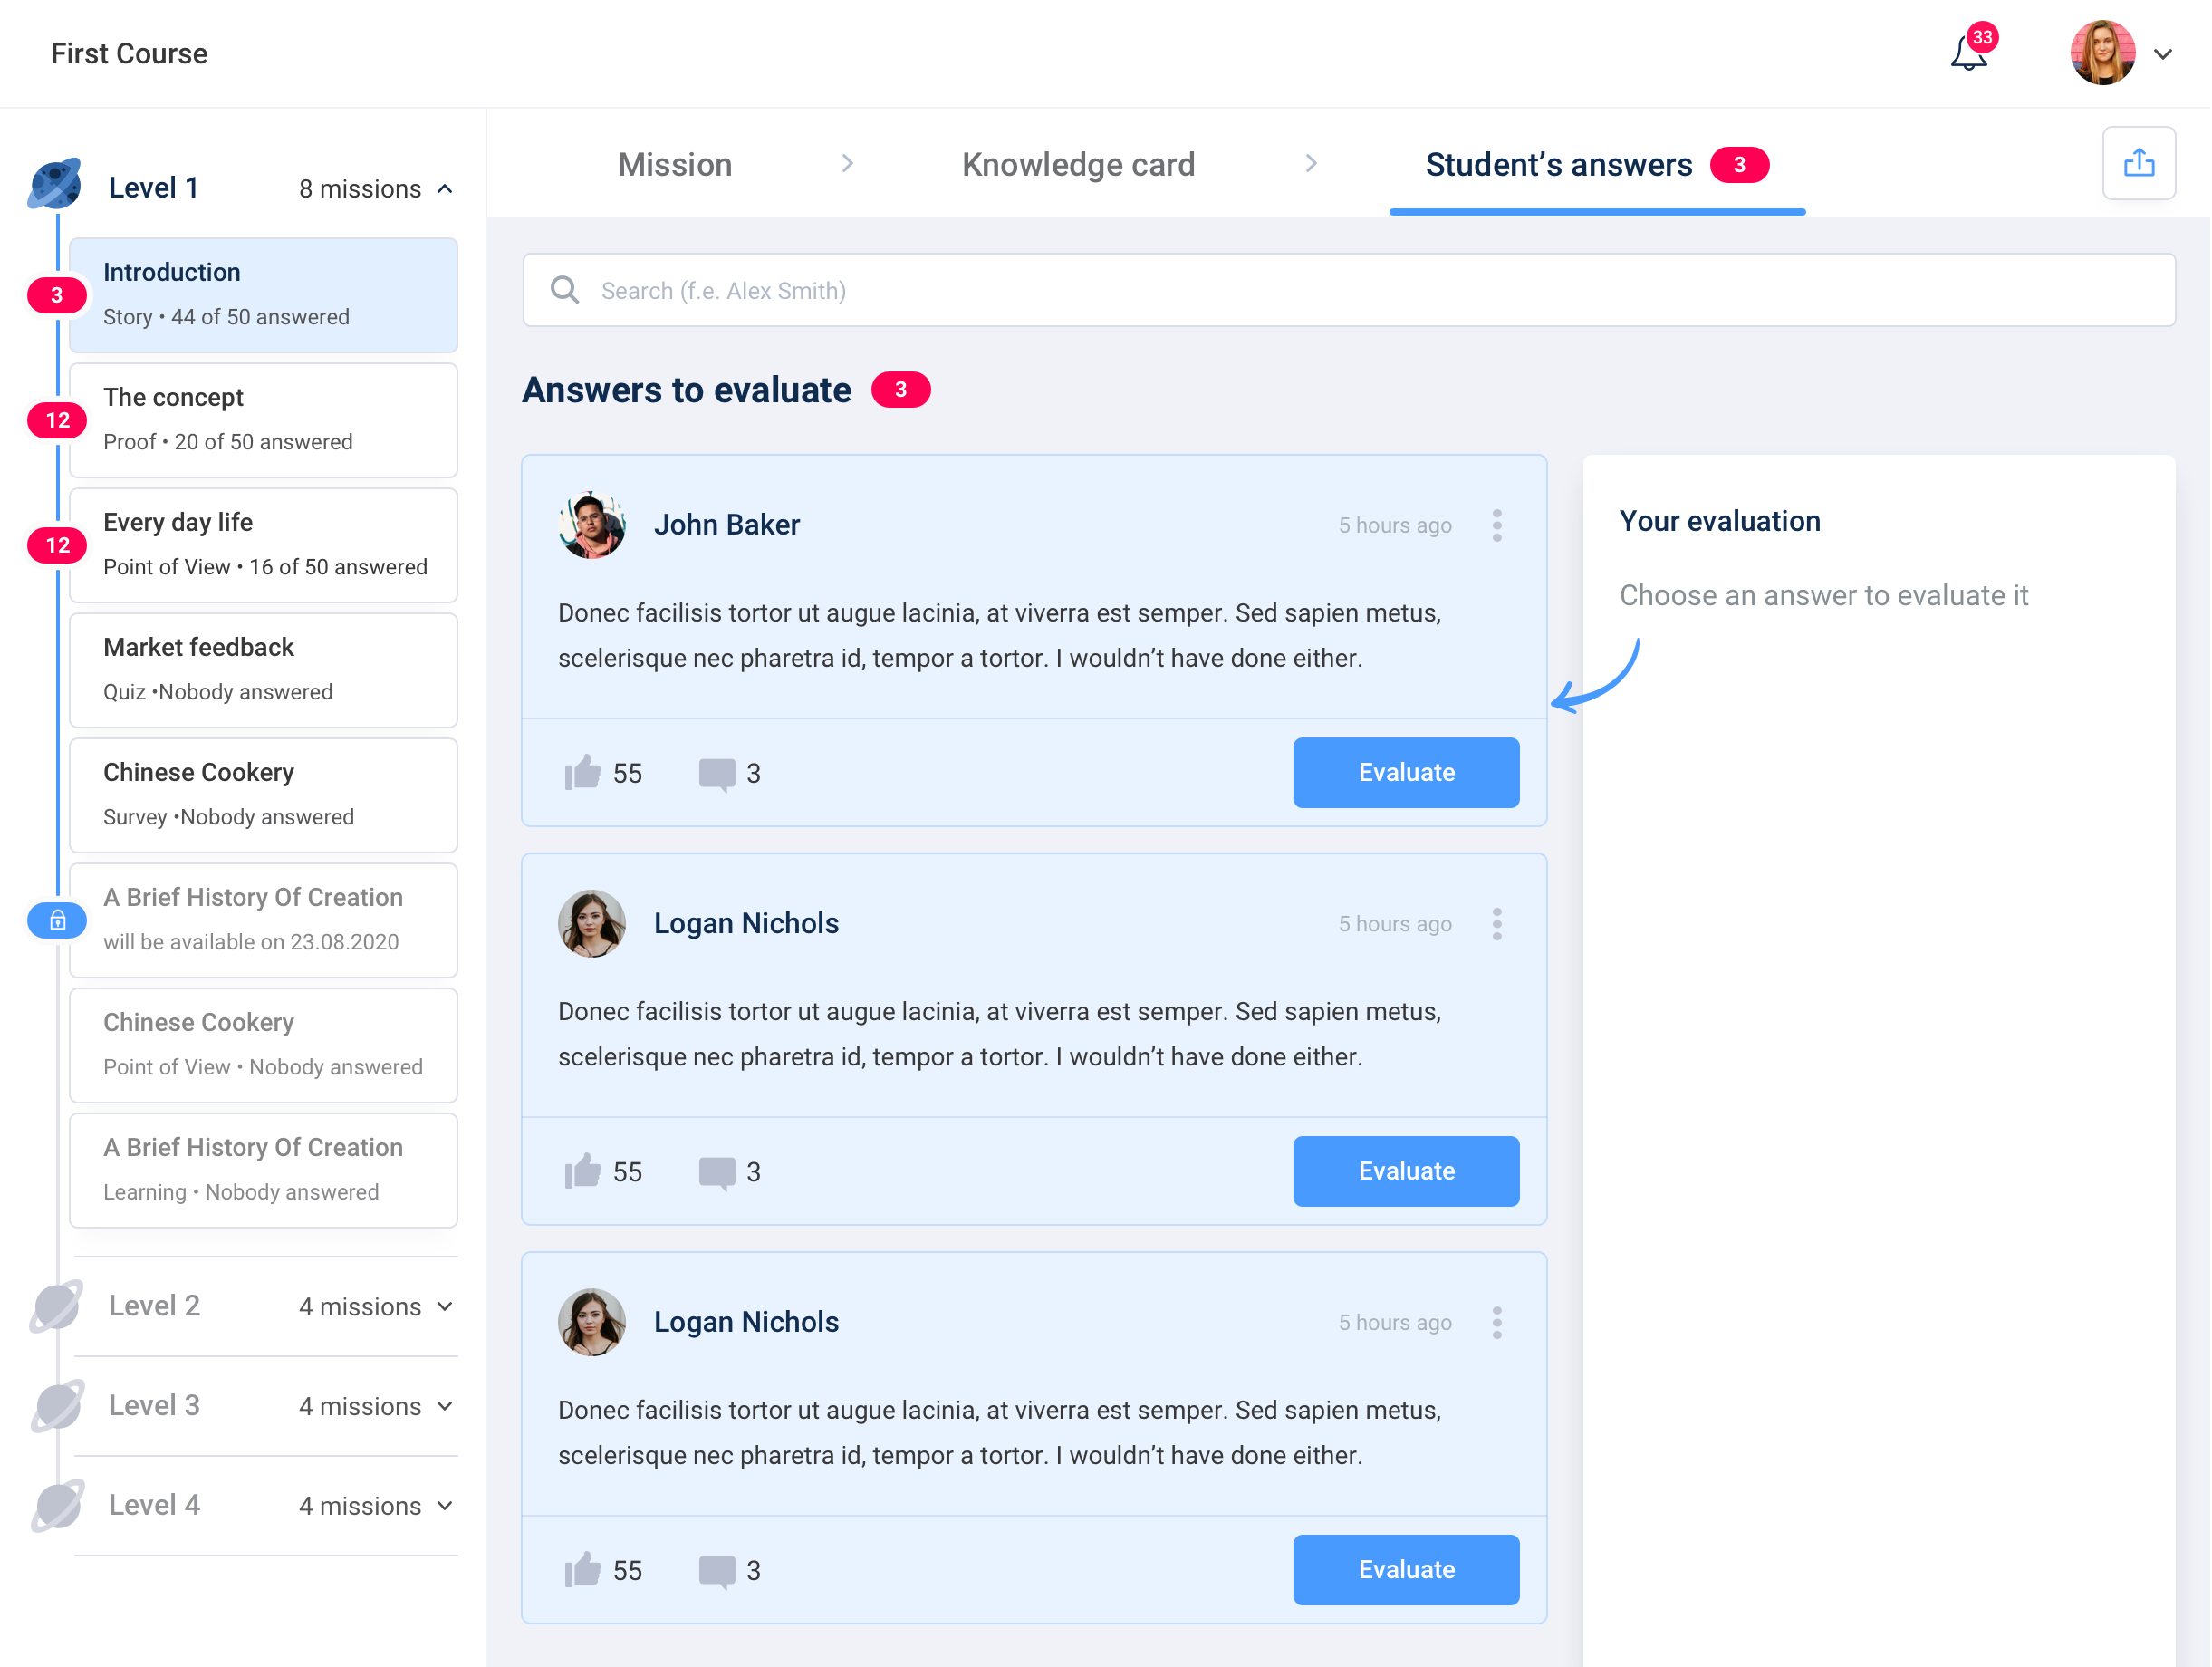 First Course
33
Level 1
8 missions
3
Introduction
Story • 44 of 50 answered
12
The concept
Proof • 20 of 50 answered
12
Every day life
Point of View • 16 of 50 answered
Market feedback
Quiz •Nobody answered
Chinese Cookery
Survey •Nobody answered
A Brief History Of Creation
will be available on 23.08.2020
Chinese Cookery
Point of View • Nobody answered
A Brief History Of Creation
Learning • Nobody answered
Level 2
4 missions
Level 3
4 missions
Level 4
4 missions
Mission
Knowledge card
Student’s answers
3
Search (f.e. Alex Smith)
Answers to evaluate
3
John Baker
5 hours ago
Donec facilisis tortor ut augue lacinia, at viverra est semper. Sed sapien metus,
scelerisque nec pharetra id, tempor a tortor. I wouldn’t have done either.
55
3
Evaluate
Logan Nichols
5 hours ago
Donec facilisis tortor ut augue lacinia, at viverra est semper. Sed sapien metus,
scelerisque nec pharetra id, tempor a tortor. I wouldn’t have done either.
55
3
Evaluate
Logan Nichols
5 hours ago
Donec facilisis tortor ut augue lacinia, at viverra est semper. Sed sapien metus,
scelerisque nec pharetra id, tempor a tortor. I wouldn’t have done either.
55
3
Evaluate
Your evaluation
Choose an answer to evaluate it